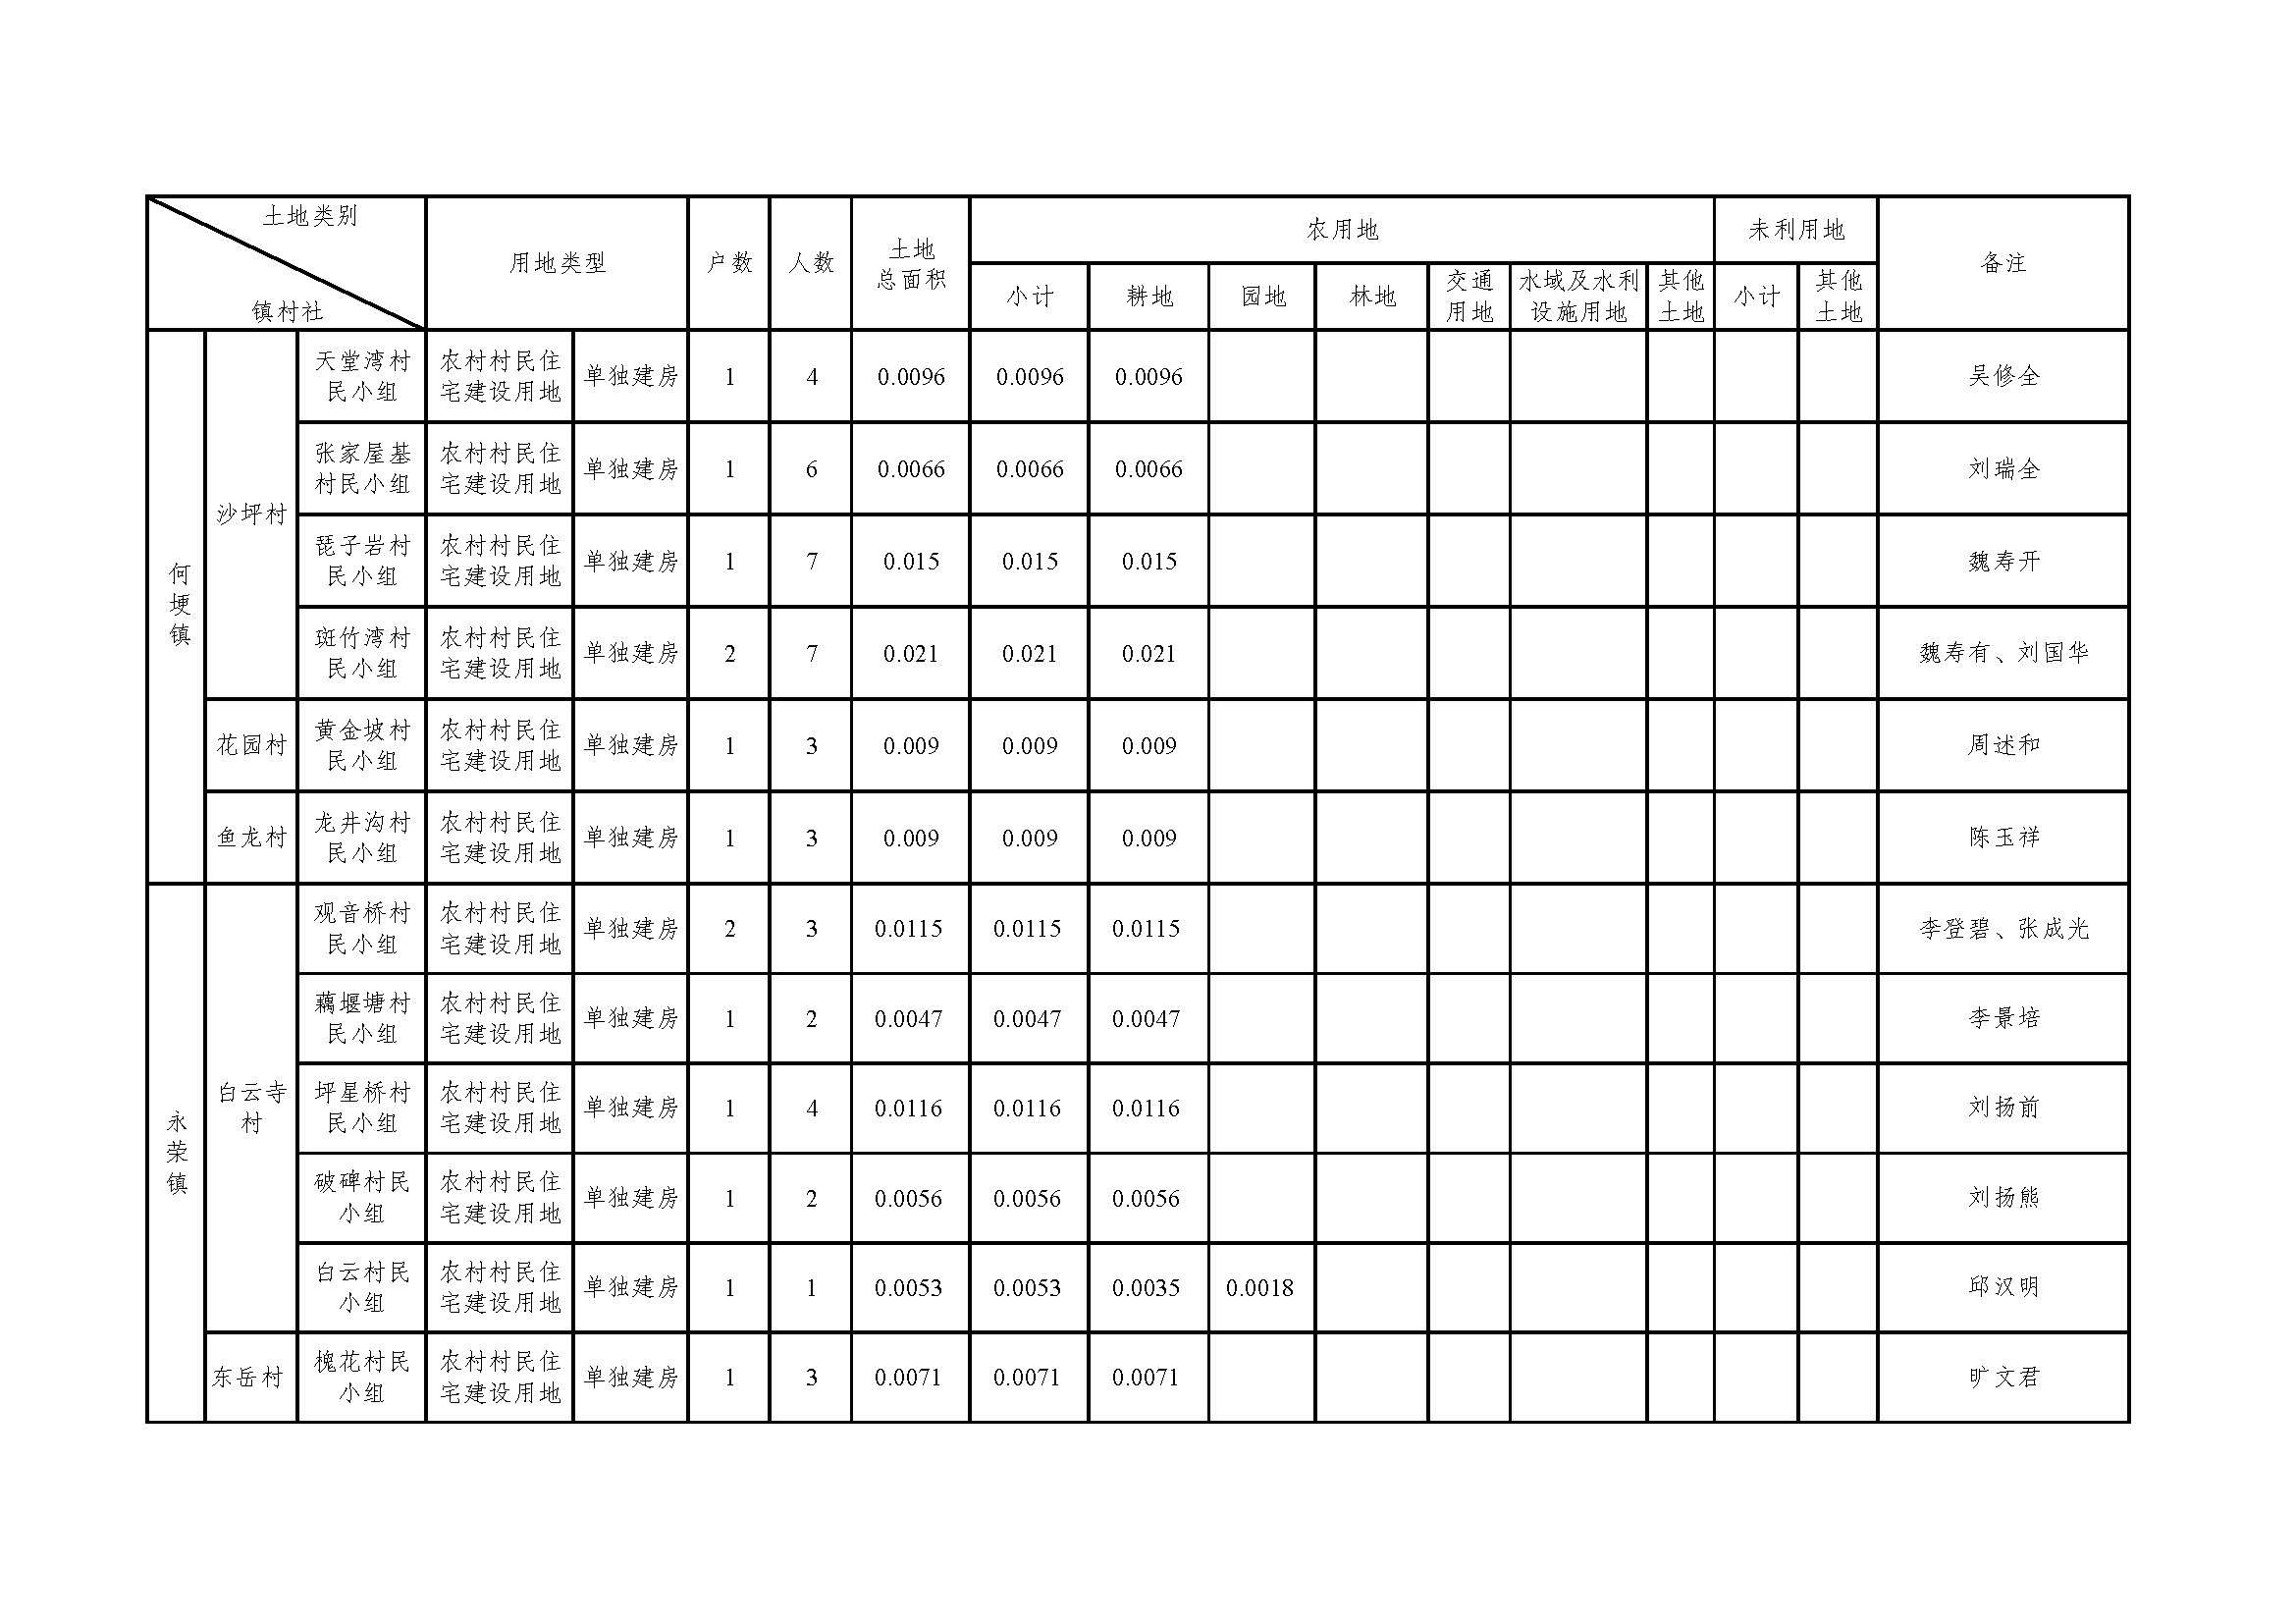 土地类别
镇村社
用地类型
户数
人数
土地
总面积
农用地
未利用地
备注
小计
耕地
园地
林地
交通
用地
水域及水利
设施用地
其他
土地
小计
其他
土地
何
埂
镇
沙坪村
天堂湾村
民小组
农村村民住
宅建设用地
单独建房
1
4
0.0096
0.0096
0.0096
吴修全
张家屋基
村民小组
农村村民住
宅建设用地
单独建房
1
6
0.0066
0.0066
0.0066
刘瑞全
琵子岩村
民小组
农村村民住
宅建设用地
单独建房
1
7
0.015
0.015
0.015
魏寿开
斑竹湾村
民小组
农村村民住
宅建设用地
单独建房
2
7
0.021
0.021
0.021
魏寿有、刘国华
花园村
黄金坡村
民小组
农村村民住
宅建设用地
单独建房
1
3
0.009
0.009
0.009
周述和
鱼龙村
龙井沟村
民小组
农村村民住
宅建设用地
单独建房
1
3
0.009
0.009
0.009
陈玉祥
永
荣
镇
白云寺
村
观音桥村
民小组
农村村民住
宅建设用地
单独建房
2
3
0.0115
0.0115
0.0115
李登碧、张成光
藕堰塘村
民小组
农村村民住
宅建设用地
单独建房
1
2
0.0047
0.0047
0.0047
李景培
坪星桥村
民小组
农村村民住
宅建设用地
单独建房
1
4
0.0116
0.0116
0.0116
刘扬前
破碑村民
小组
农村村民住
宅建设用地
单独建房
1
2
0.0056
0.0056
0.0056
刘扬熊
白云村民
小组
农村村民住
宅建设用地
单独建房
1
1
0.0053
0.0053
0.0035
0.0018
邱汉明
东岳村
槐花村民
小组
农村村民住
宅建设用地
单独建房
1
3
0.0071
0.0071
0.0071
旷文君